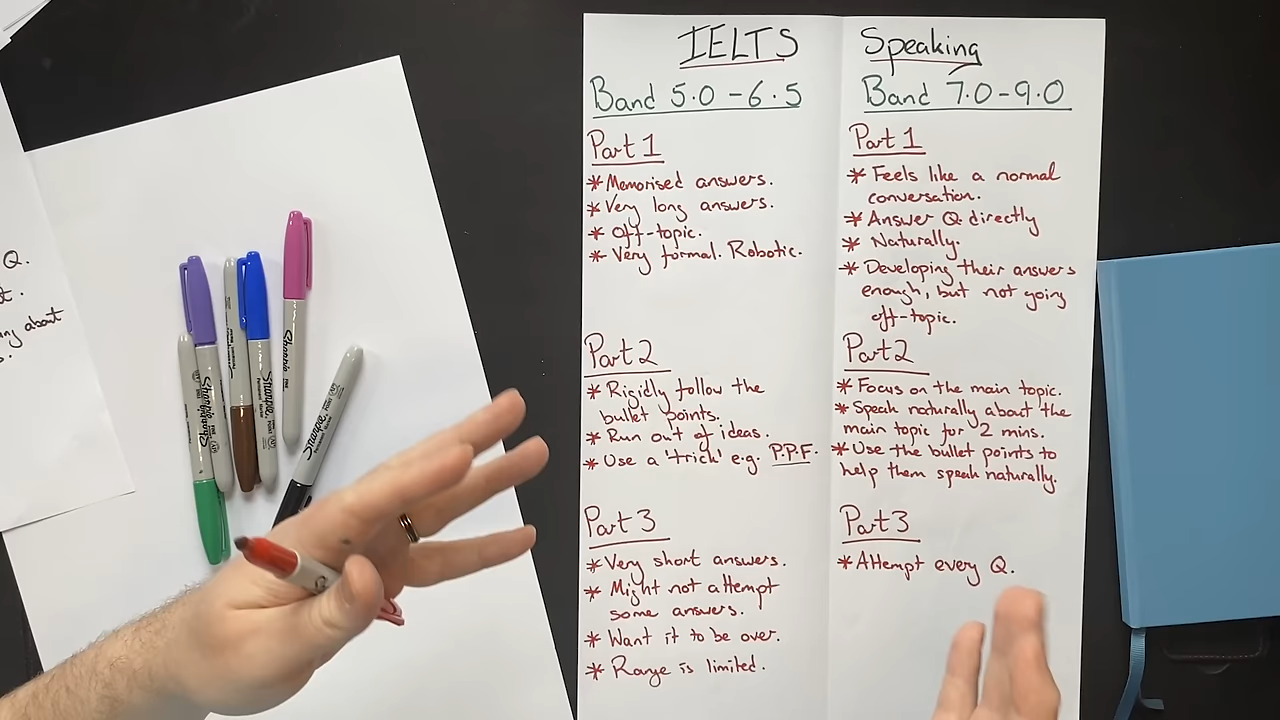 IELTS Speaking
Band 5.0 - 6.5
Part 1
* Memorised answers.
* Very long answers.
* Off-topic.
* Very formal. Robotic.
Part 2
* Rigidly follow the
bullet points.
* Run out of ideas.
* Use a 'trick' e.g. P.P.F.
Part 3
* Very short answers.
* Might not attempt
some answers.
* Want it to be over.
* Range is limited.
Band 7.0 - 9.0
Part 1
* Feels like a normal
conversation.
* Answer Q. directly
* Naturally.
* Developing their answers
enough, but not going
off-topic.
Part 2
* Focus on the main topic.
* Speak naturally about the
main topic for 2 mins.
* Use the bullet points to
help them speak naturally.
Part 3
* Attempt every Q.
Q.
about
Sharpie
Sharpie
Sharpie
Sharpie